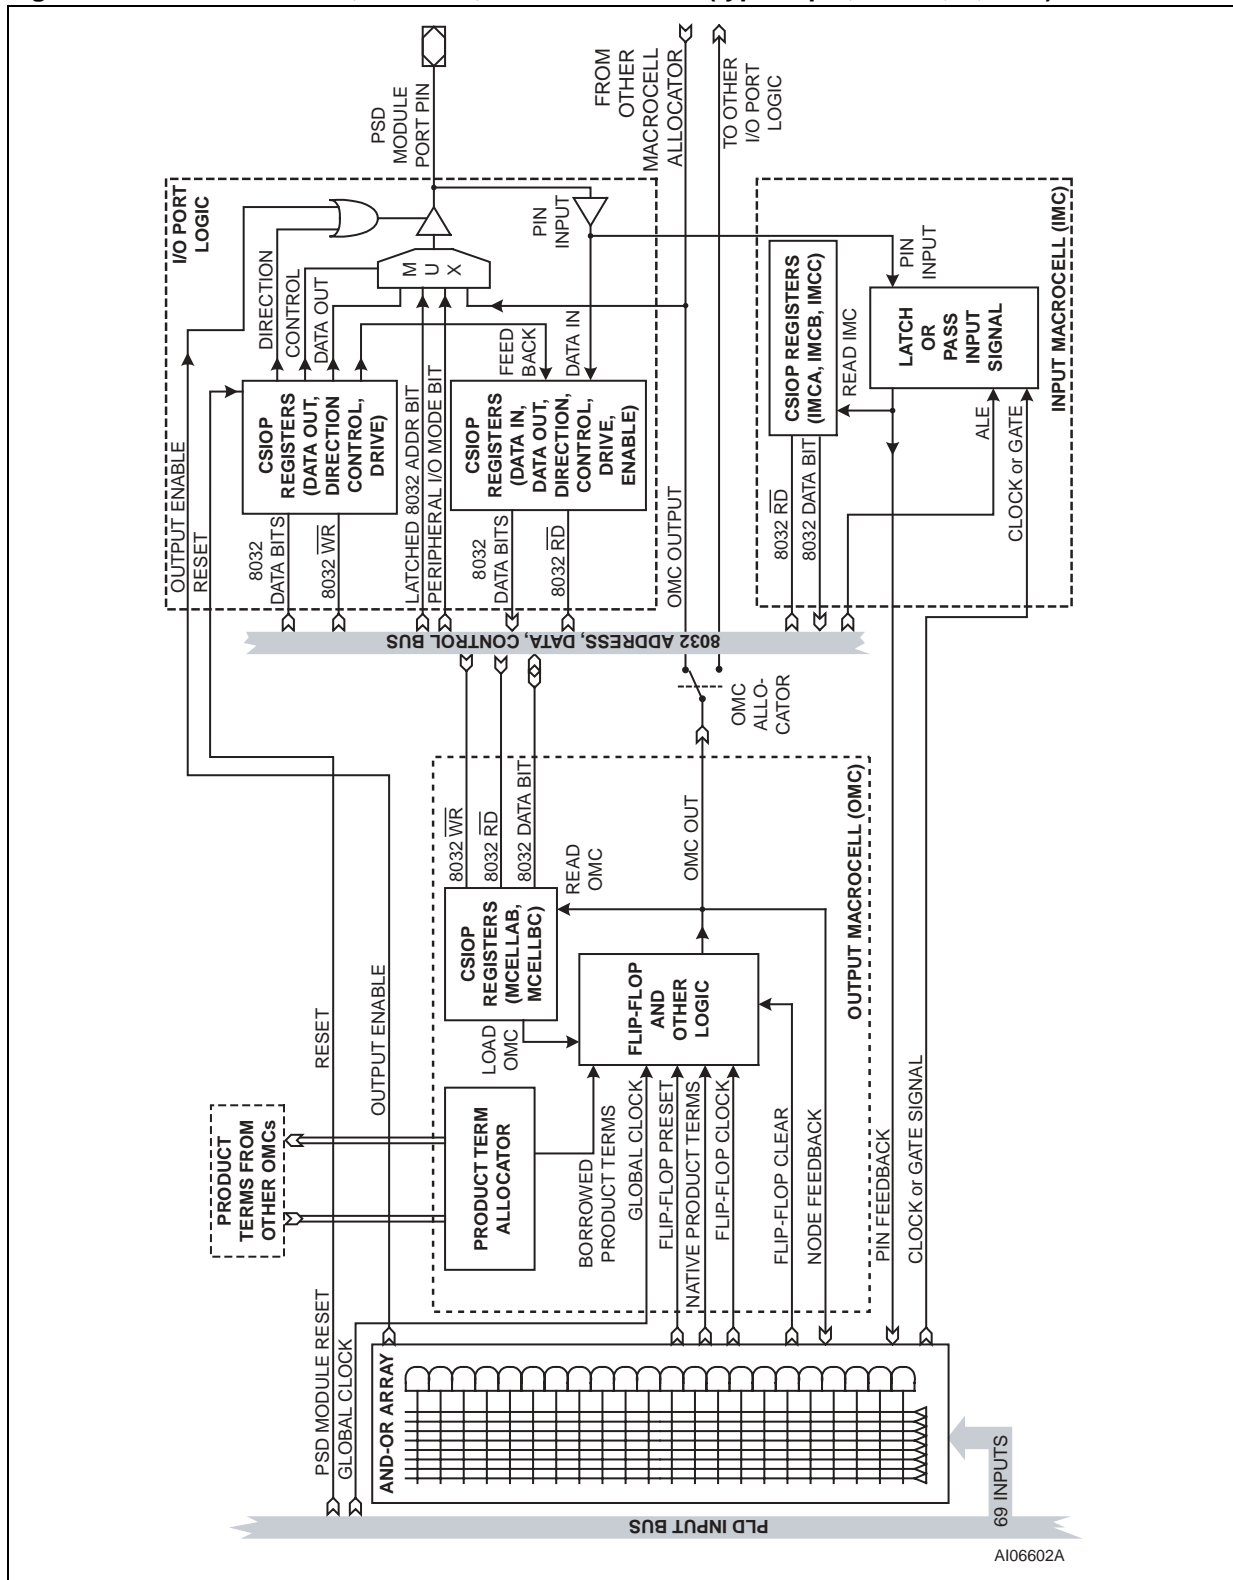 PSD
MODULE
PORT PIN
FROM
OTHER
MACROCELL
ALLOCATOR
TO OTHER
I/O PORT
LOGIC
I/O PORT
LOGIC
DIRECTION
CONTROL
DATA OUT
M
U
X
PIN
INPUT
FEED
BACK
DATA IN
OUTPUT ENABLE
RESET
CSIOP
REGISTERS
(DATA OUT,
DIRECTION
CONTROL,
DRIVE)
LATCHED 8032 ADDR BIT
PERIPHERAL I/O MODE BIT
CSIOP
REGISTERS
(DATA IN,
DATA OUT,
DIRECTION,
CONTROL,
DRIVE,
ENABLE)
8032
DATA BITS
8032 WR
8032
DATA BITS
8032 RD
OMC OUTPUT
INPUT MACROCELL (IMC)
CSIOP REGISTERS
(IMCA, IMCB, IMCC)
READ IMC
PIN
INPUT
LATCH
OR
PASS
INPUT
SIGNAL
ALE
CLOCK or GATE
8032 RD
8032 DATA BIT
8032 ADDRESS, DATA, CONTROL BUS
OMC
ALLO-
CATOR
OUTPUT MACROCELL (OMC)
8032 WR
8032 RD
8032 DATA BIT
CSIOP
REGISTERS
(MCELLAB,
MCELLBC)
READ
OMC
OMC OUT
LOAD
OMC
FLIP-FLOP
AND
OTHER
LOGIC
RESET
OUTPUT ENABLE
PRODUCT
TERMS FROM
OTHER OMCs
PRODUCT TERM
ALLOCATOR
BORROWED
PRODUCT TERMS
GLOBAL CLOCK
FLIP-FLOP PRESET
NATIVE PRODUCT TERMS
FLIP-FLOP CLOCK
FLIP-FLOP CLEAR
NODE FEEDBACK
PIN FEEDBACK
CLOCK or GATE SIGNAL
PSD MODULE RESET
GLOBAL CLOCK
AND-OR ARRAY
PLD INPUT BUS
69 INPUTS
AI06602A